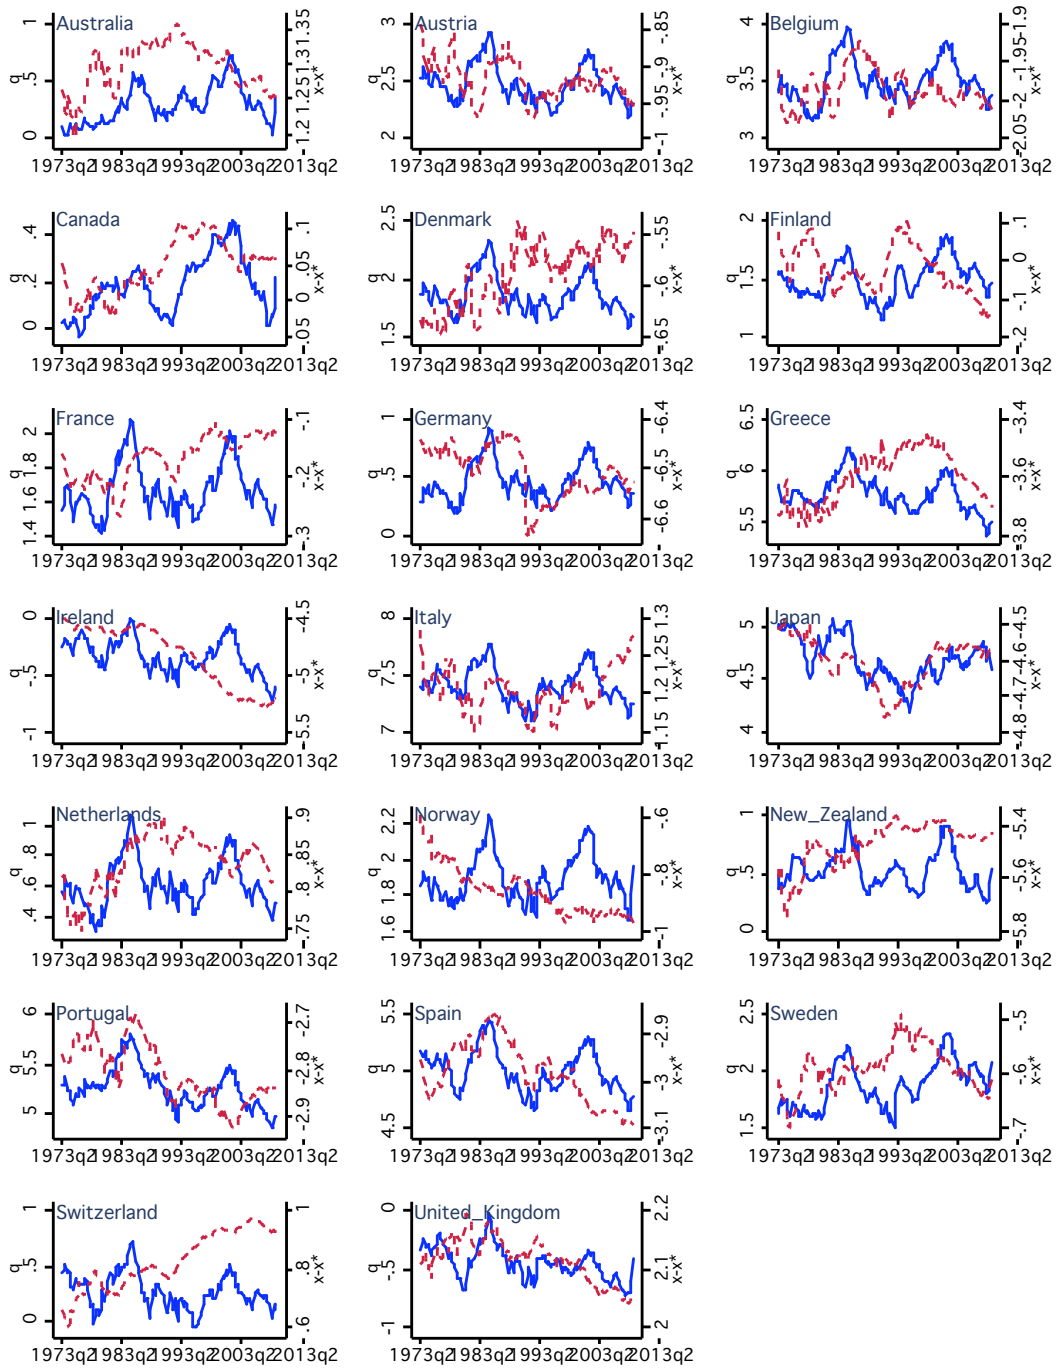 Australia
1
.5
0
q
1.35
1.3
1.25
1.2
x-x*
1973q2 1983q2 1993q2 2003q2 2013q2
Austria
3
2.5
2
q
-.85
-.9
-.95
-1
x-x*
1973q2 1983q2 1993q2 2003q2 2013q2
Belgium
4
3.5
3
q
-1.9
-1.95
-2
-2.05
x-x*
1973q2 1983q2 1993q2 2003q2 2013q2
Canada
.4
.2
0
q
.1
.05
0
.05
x-x*
1973q2 1983q2 1993q2 2003q2 2013q2
Denmark
2.5
2
1.5
q
-.55
-.6
-.65
x-x*
1973q2 1983q2 1993q2 2003q2 2013q2
Finland
2
1.5
1
q
.1
0
-.1
-.2
x-x*
1973q2 1983q2 1993q2 2003q2 2013q2
France
2
1.8
1.6
1.4
q
-.1
-.2
-.3
x-x*
1973q2 1983q2 1993q2 2003q2 2013q2
Germany
1
.5
0
q
-6.4
-6.5
-6.6
x-x*
1973q2 1983q2 1993q2 2003q2 2013q2
Greece
6.5
6
5.5
q
-3.4
-3.6
-3.8
x-x*
1973q2 1983q2 1993q2 2003q2 2013q2
Ireland
0
-.5
-1
q
-4.5
-5
-5.5
x-x*
1973q2 1983q2 1993q2 2003q2 2013q2
Italy
8
7.5
7
q
1.3
1.25
1.2
1.15
x-x*
1973q2 1983q2 1993q2 2003q2 2013q2
Japan
5
4.5
4
q
-4.5
-4.6
-4.7
-4.8
x-x*
1973q2 1983q2 1993q2 2003q2 2013q2
Netherlands
1
.8
.6
.4
q
.9
.85
.8
.75
x-x*
1973q2 1983q2 1993q2 2003q2 2013q2
Norway
2.2
2
1.8
1.6
q
-.6
-.8
-1
x-x*
1973q2 1983q2 1993q2 2003q2 2013q2
New_Zealand
1
.5
0
q
-5.4
-5.6
-5.8
x-x*
1973q2 1983q2 1993q2 2003q2 2013q2
Portugal
6
5.5
5
q
-2.7
-2.8
-2.9
x-x*
1973q2 1983q2 1993q2 2003q2 2013q2
Spain
5.5
5
4.5
q
-2.9
-3
-3.1
x-x*
1973q2 1983q2 1993q2 2003q2 2013q2
Sweden
2.5
2
1.5
q
-.5
-.6
-.7
x-x*
1973q2 1983q2 1993q2 2003q2 2013q2
Switzerland
1
.5
0
q
1
.8
.6
x-x*
1973q2 1983q2 1993q2 2003q2 2013q2
United_Kingdom
0
-.5
-1
q
2.2
2.1
2
x-x*
1973q2 1983q2 1993q2 2003q2 2013q2